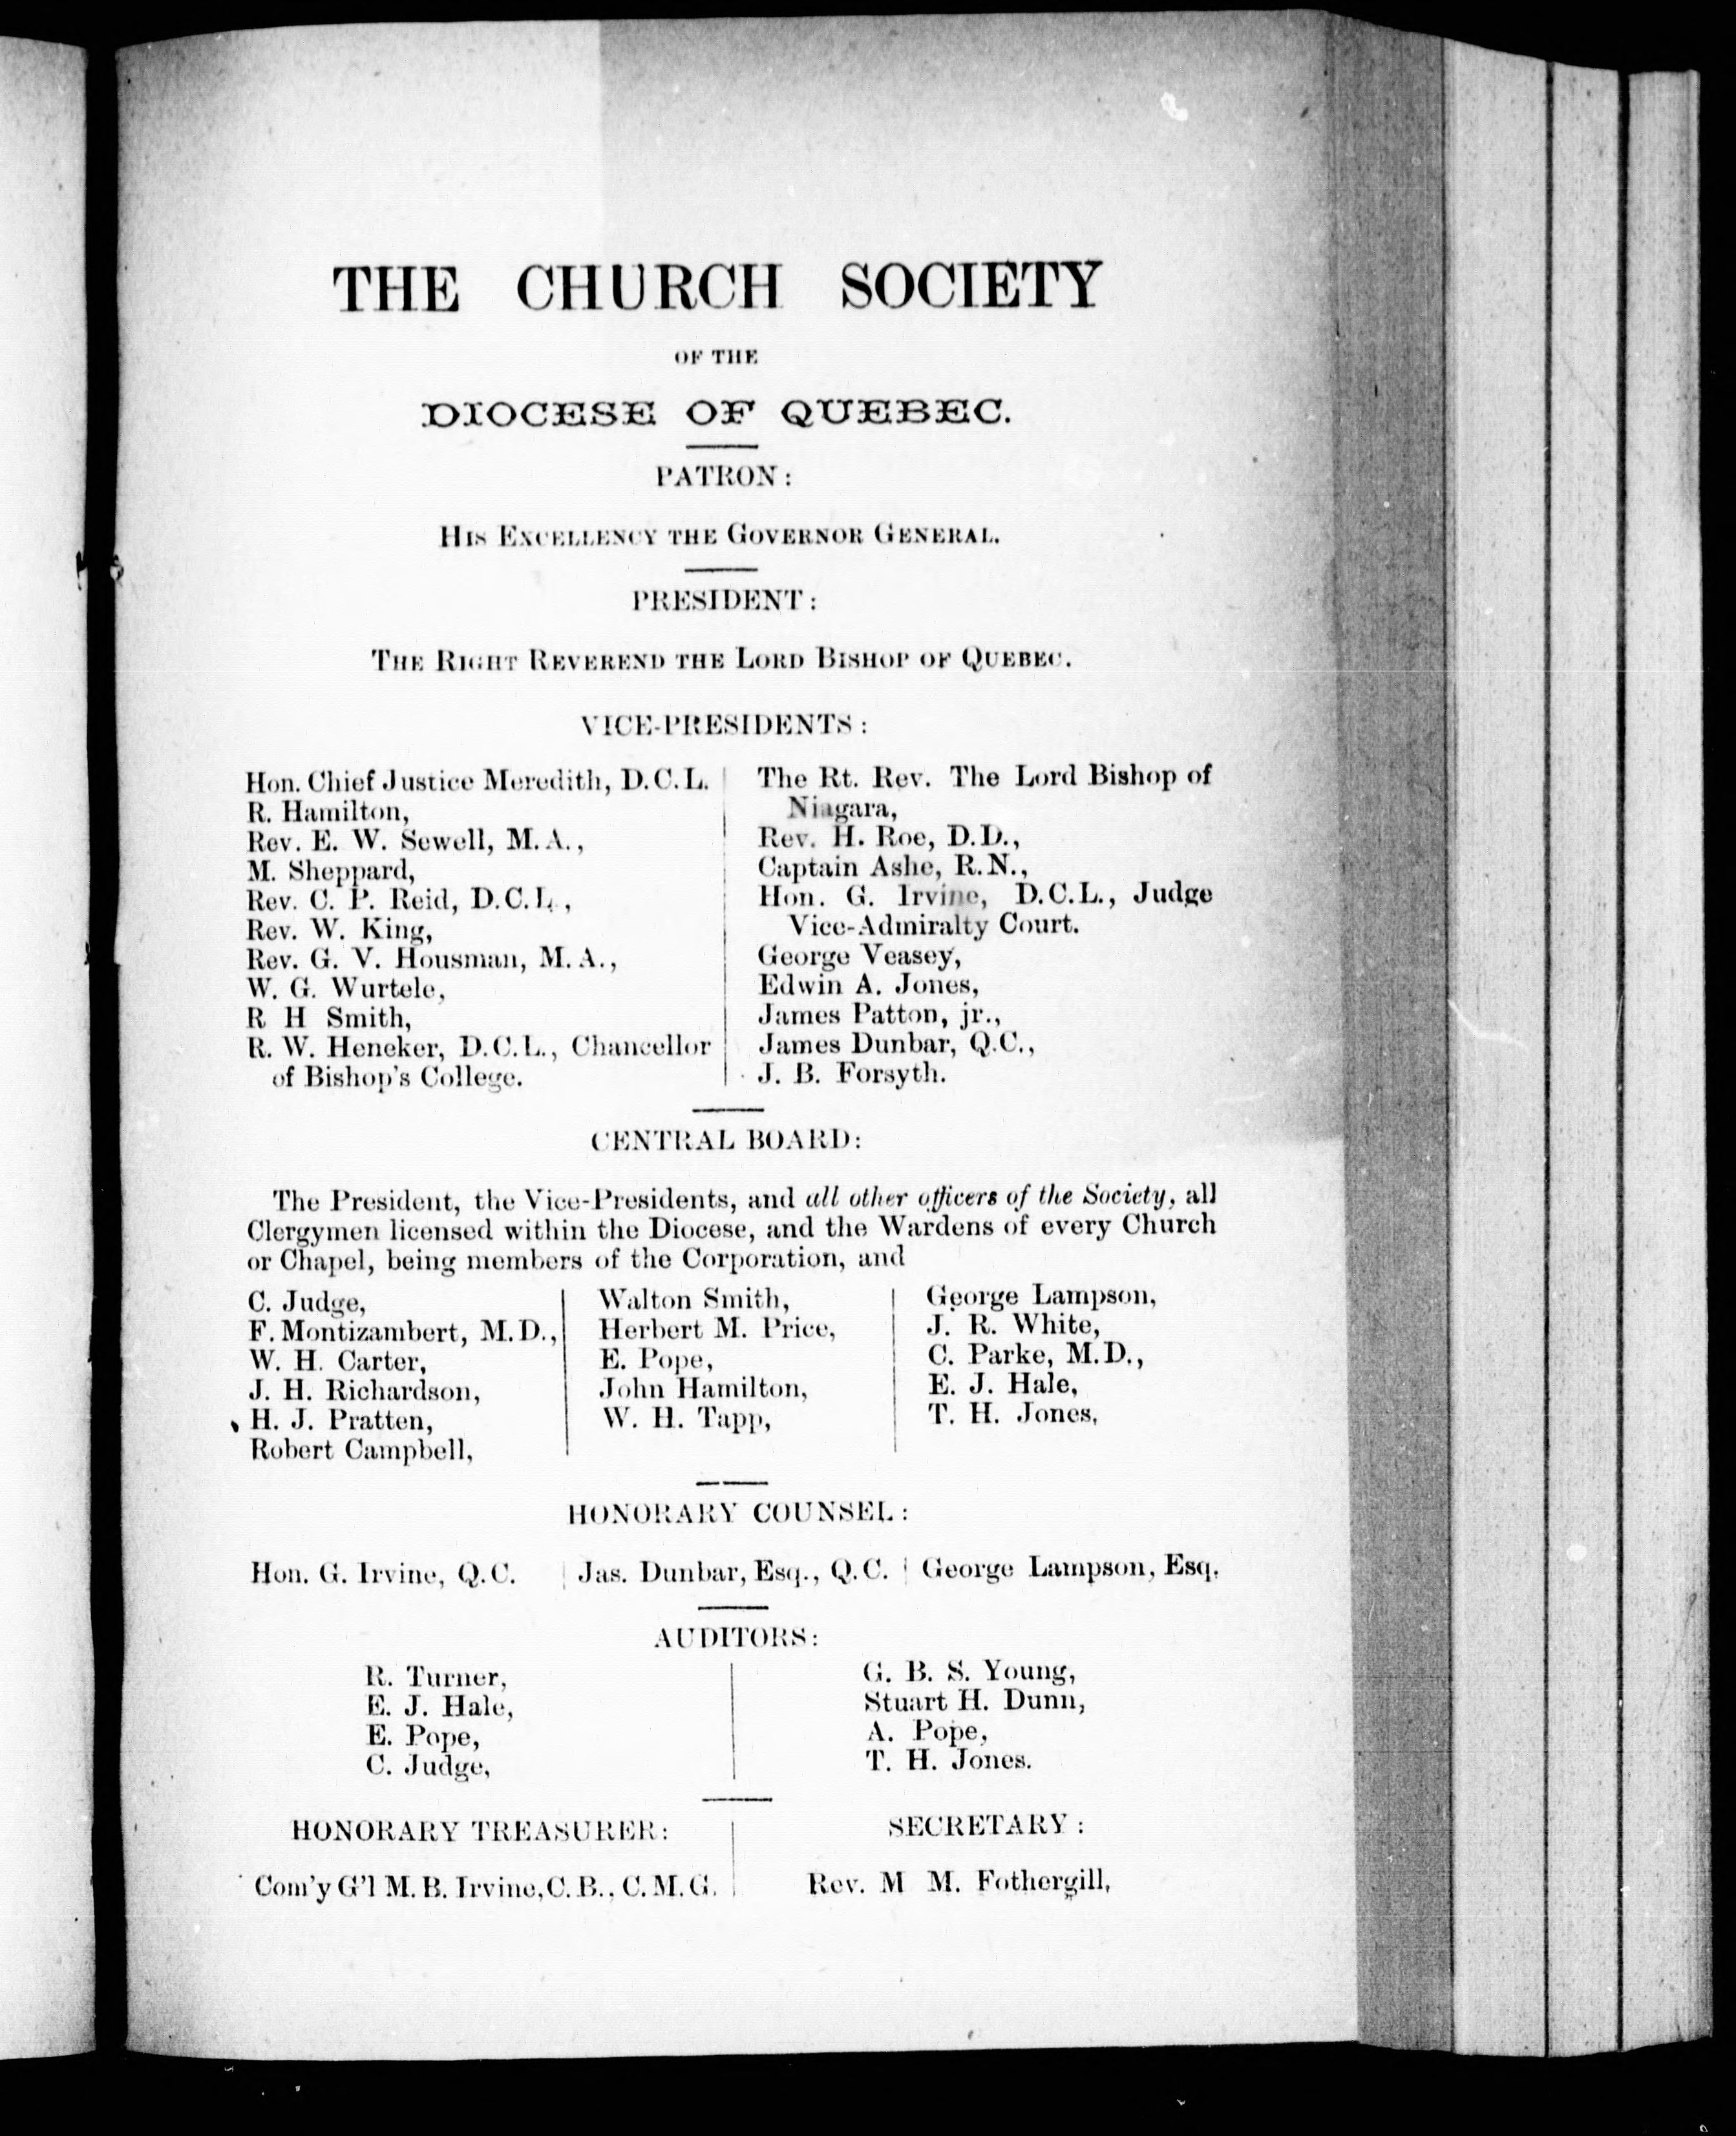 THE CHURCH SOCIETY
OF THE
DIOCESE OF QUEBEC.
PATRON:
HIS EXCELLENCY THE GOVERNOR GENERAL.
PRESIDENT:
THE RIGHT REVEREND THE LORD BISHOP OF QUEBEC.
VICE-PRESIDENTS:
Hon. Chief Justice Meredith, D.C.L.
R. Hamilton,
Rev. E. W. Sewell, M.A.,
M. Sheppard,
Rev. C. P. Reid, D.C.L.,
Rev. W. King,
Rev. G. V. Housman, M.A.,
W. G. Wurtele,
R H Smith,
R. W. Heneker, D.C.L., Chancellor
of Bishop's College.
The Rt. Rev. The Lord Bishop of
Niagara,
Rev. H. Roe, D.D.,
Captain Ashe, R.N.,
Hon. G. Irvine, D.C.L., Judge
Vice-Admiralty Court.
George Veasey,
Edwin A. Jones,
James Patton, jr.,
James Dunbar, Q.C.,
J. B. Forsyth.
CENTRAL BOARD:
The President, the Vice-Presidents, and all other officers of the Society, all
Clergymen licensed within the Diocese, and the Wardens of every Church
or Chapel, being members of the Corporation, and
C. Judge,
F. Montizambert, M.D.,
W. H. Carter,
J. H. Richardson,
H. J. Pratten,
Robert Campbell,
Walton Smith,
Herbert M. Price,
E. Pope,
John Hamilton,
W. H. Tapp,
George Lampson,
J. R. White,
C. Parke, M.D.,
E. J. Hale,
T. H. Jones,
HONORARY COUNSEL:
Hon. G. Irvine, Q.C. Jas. Dunbar, Esq., Q.C. George Lampson, Esq.
AUDITORS:
R. Turner,
E. J. Hale,
E. Pope,
C. Judge,
G. B. S. Young,
Stuart H. Dunn,
A. Pope,
T. H. Jones.
HONORARY TREASURER:
Com'y G'l M. B. Irvine, C.B., C.M.G.
SECRETARY:
Rev. M M. Fothergill,